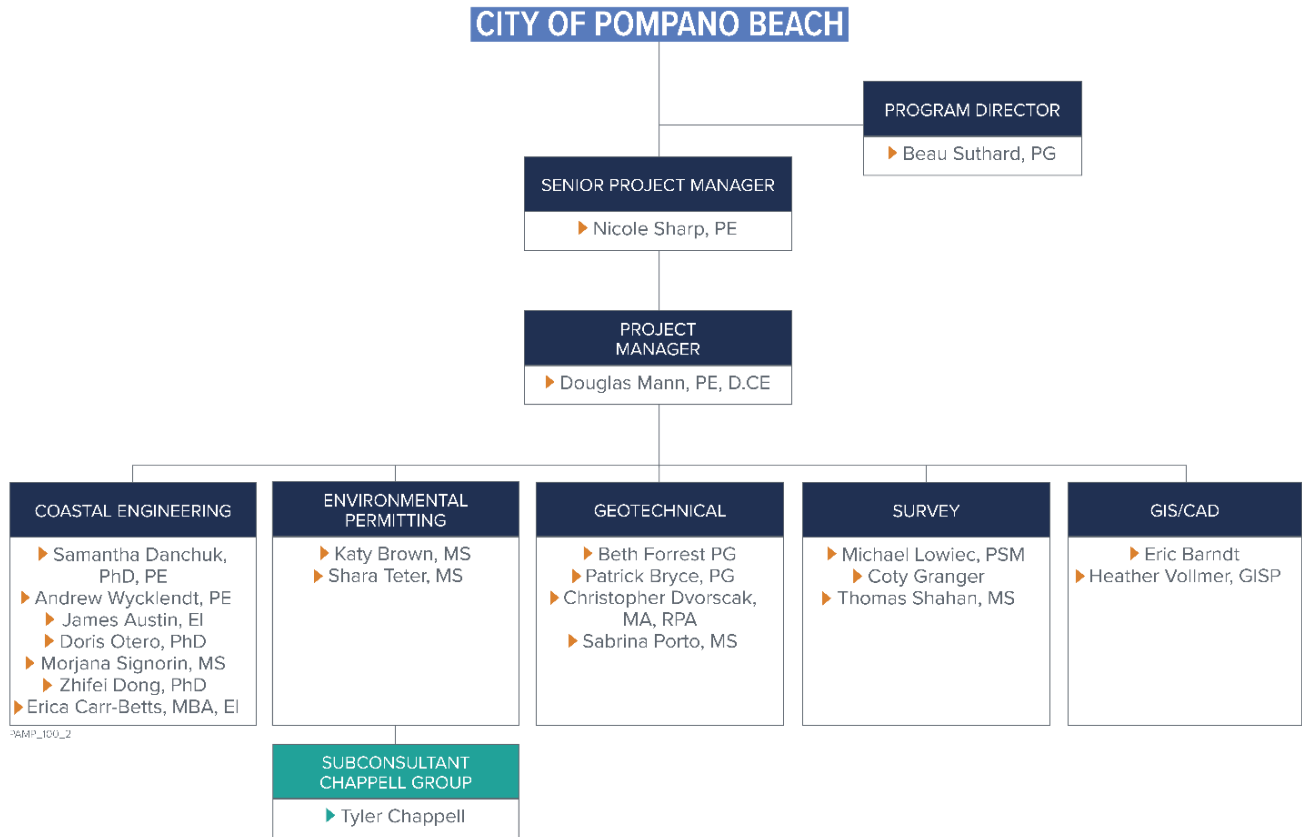 CITY OF POMPANO BEACH
PROGRAM DIRECTOR
Beau Suthard, PG
SENIOR PROJECT MANAGER
Nicole Sharp, PE
PROJECT
MANAGER
Douglas Mann, PE, D.CE
COASTAL ENGINEERING
Samantha Danchuk,
PhD, PE
Andrew Wycklendt, PE
James Austin, EI
Doris Otero, PhD
Morjana Signorin, MS
Zhifei Dong, PhD
Erica Carr-Betts, MBA, EI
PAMP_100_2
ENVIRONMENTAL
PERMITTING
Katy Brown, MS
Shara Teter, MS
SUBCONSULTANT
CHAPPELL GROUP
Tyler Chappell
GEOTECHNICAL
Beth Forrest PG
Patrick Bryce, PG
Christopher Dvorscak,
MA, RPA
Sabrina Porto, MS
SURVEY
Michael Lowiec, PSM
Coty Granger
Thomas Shahan, MS
GIS/CAD
Eric Barndt
Heather Vollmer, GISP